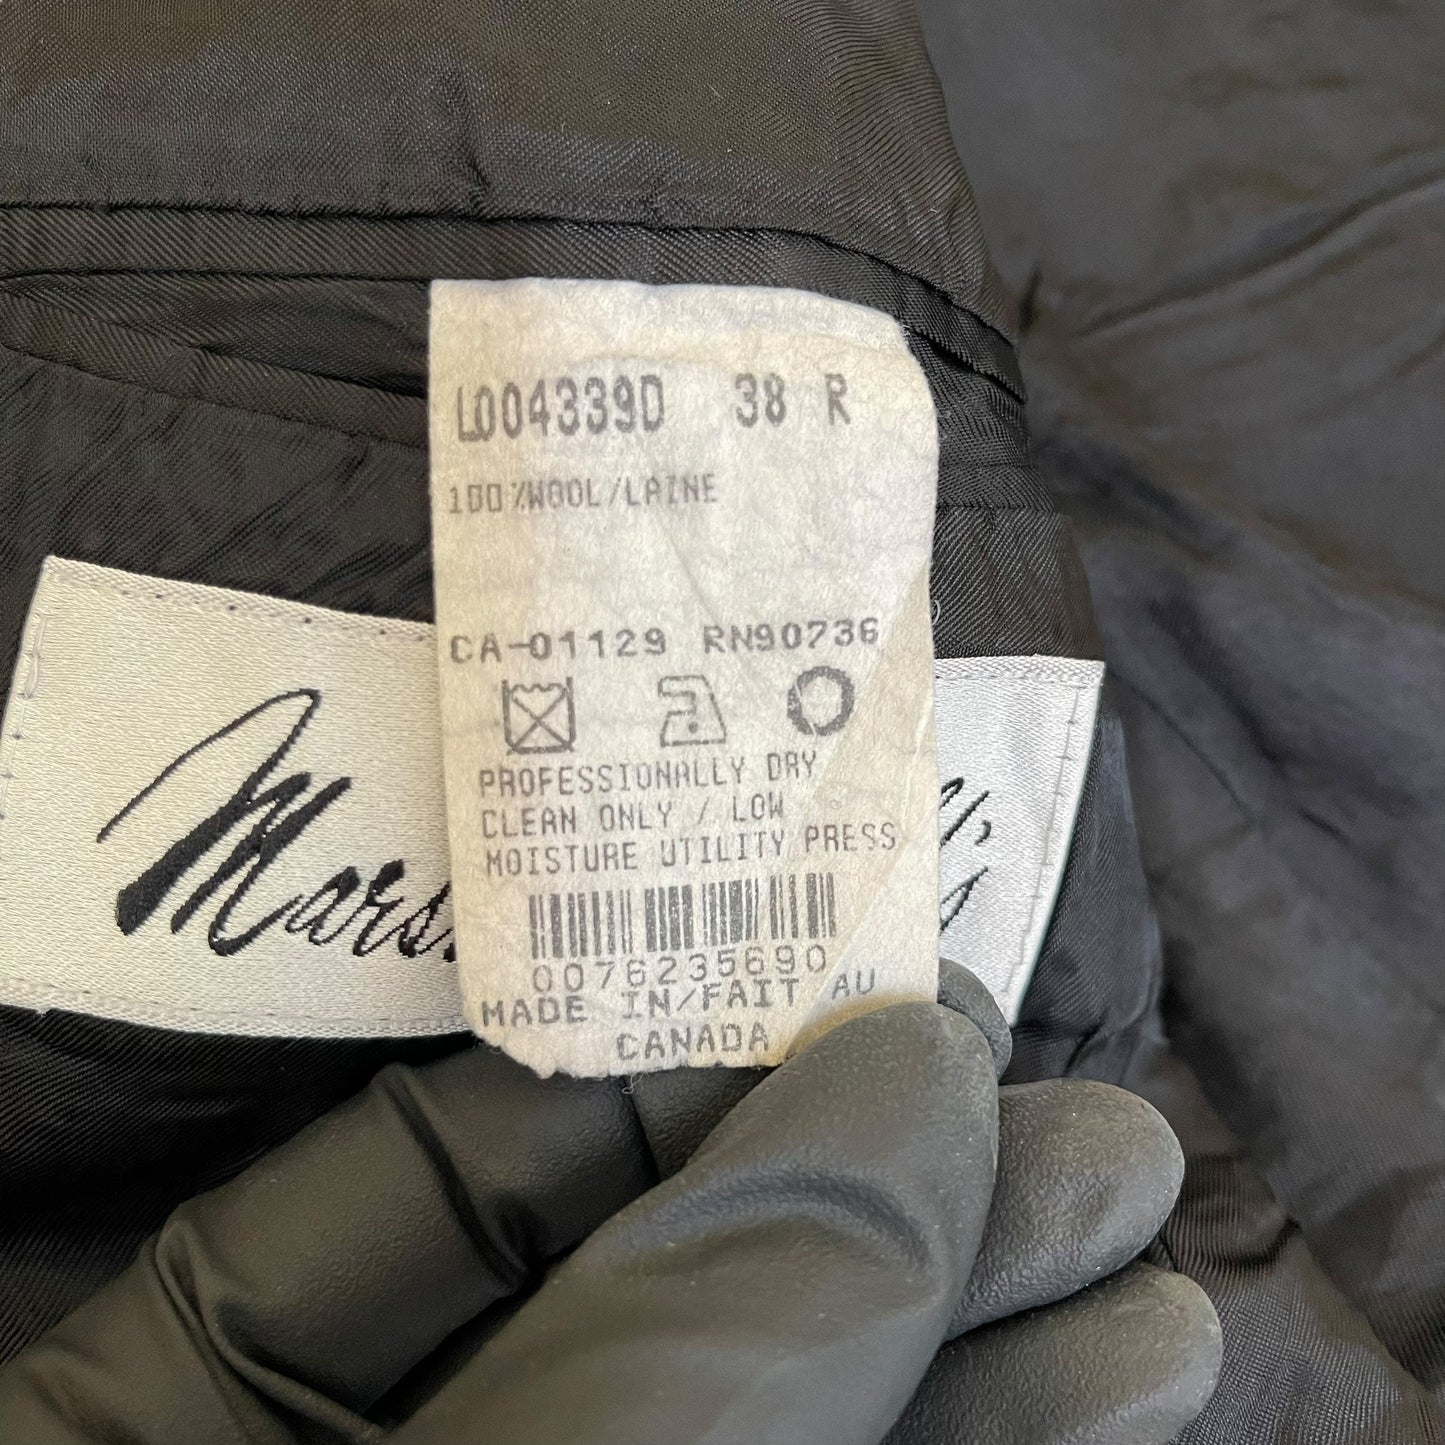 L004339D 38 R
100%WOOL/LAINE
CA-01129 RN90736
PROFESSIONALLY DRY
CLEAN ONLY / LOW
MOISTURE UTILITY PRESS
0076235690
MADE IN/FAIT AU
CANADA